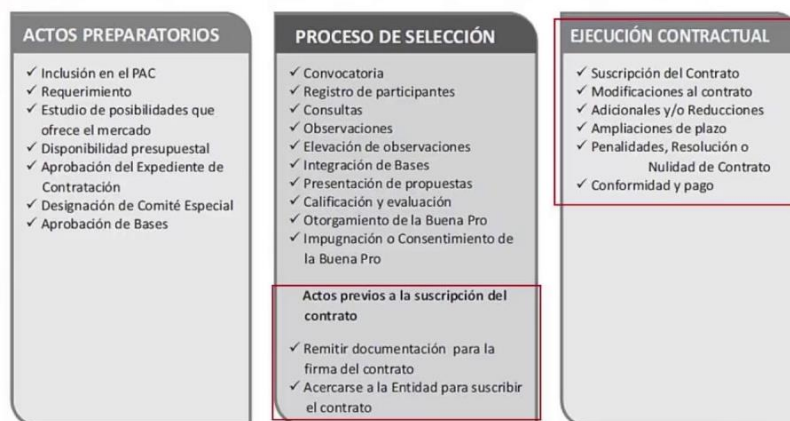 ACTOS PREPARATORIOS
✓ Inclusión en el PAC
✓ Requerimiento
✓ Estudio de posibilidades que
ofrece el mercado
✓ Disponibilidad presupuestal
✓ Aprobación del Expediente de
Contratación
✓ Designación de Comité Especial
✓ Aprobación de Bases
PROCESO DE SELECCIÓN
✓ Convocatoria
✓ Registro de participantes
✓ Consultas
✓ Observaciones
✓ Elevación de observaciones
✓ Integración de Bases
✓ Presentación de propuestas
✓ Calificación y evaluación
✓ Otorgamiento de la Buena Pro
✓ Impugnación o Consentimiento de
la Buena Pro
Actos previos a la suscripción del
contrato
✓ Remitir documentación para la
firma del contrato
✓ Acercarse a la Entidad para suscribir
el contrato
EJECUCIÓN CONTRACTUAL
✓ Suscripción del Contrato
✓ Modificaciones al contrato
✓ Adicionales y/o Reducciones
✓ Ampliaciones de plazo
✓ Penalidades, Resolución o
Nulidad de Contrato
✓ Conformidad y pago